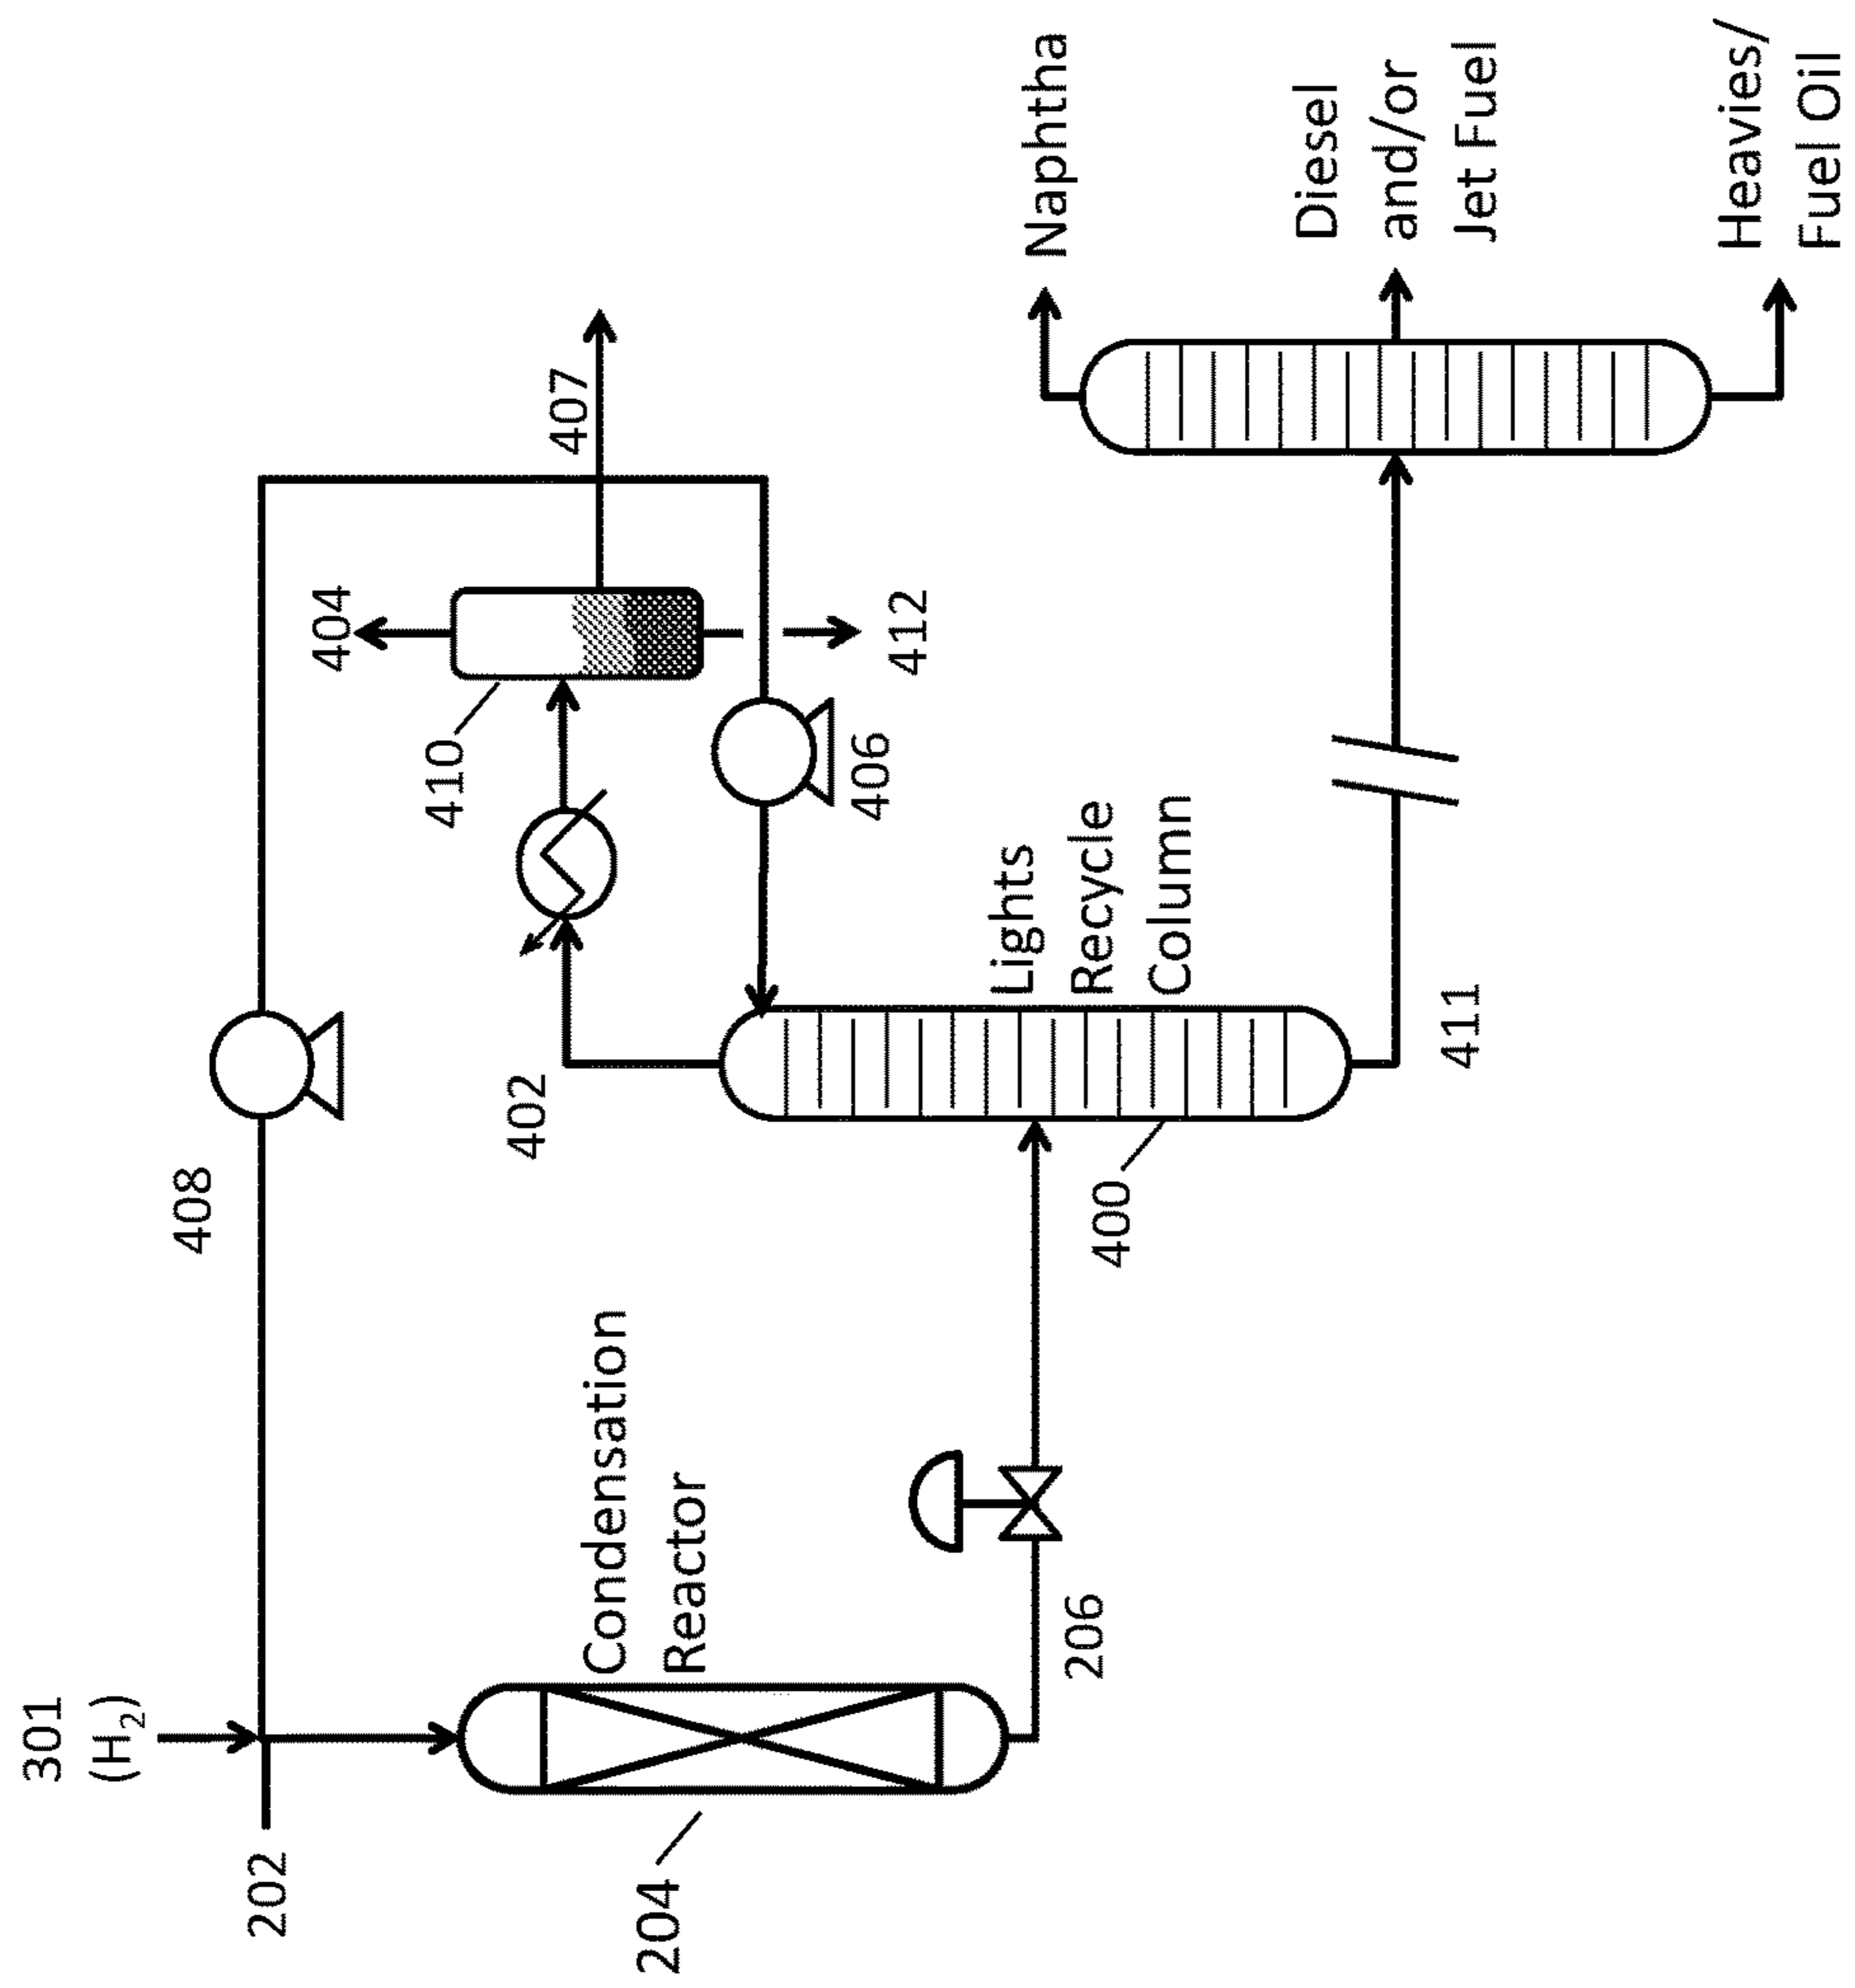 301
(H₂)
202
408
204
Condensation
Reactor
206
402
410
404
407
412
406
400
Lights
Recycle
Column
411
Naphtha
Diesel
and/or
Jet Fuel
Heavies/
Fuel Oil